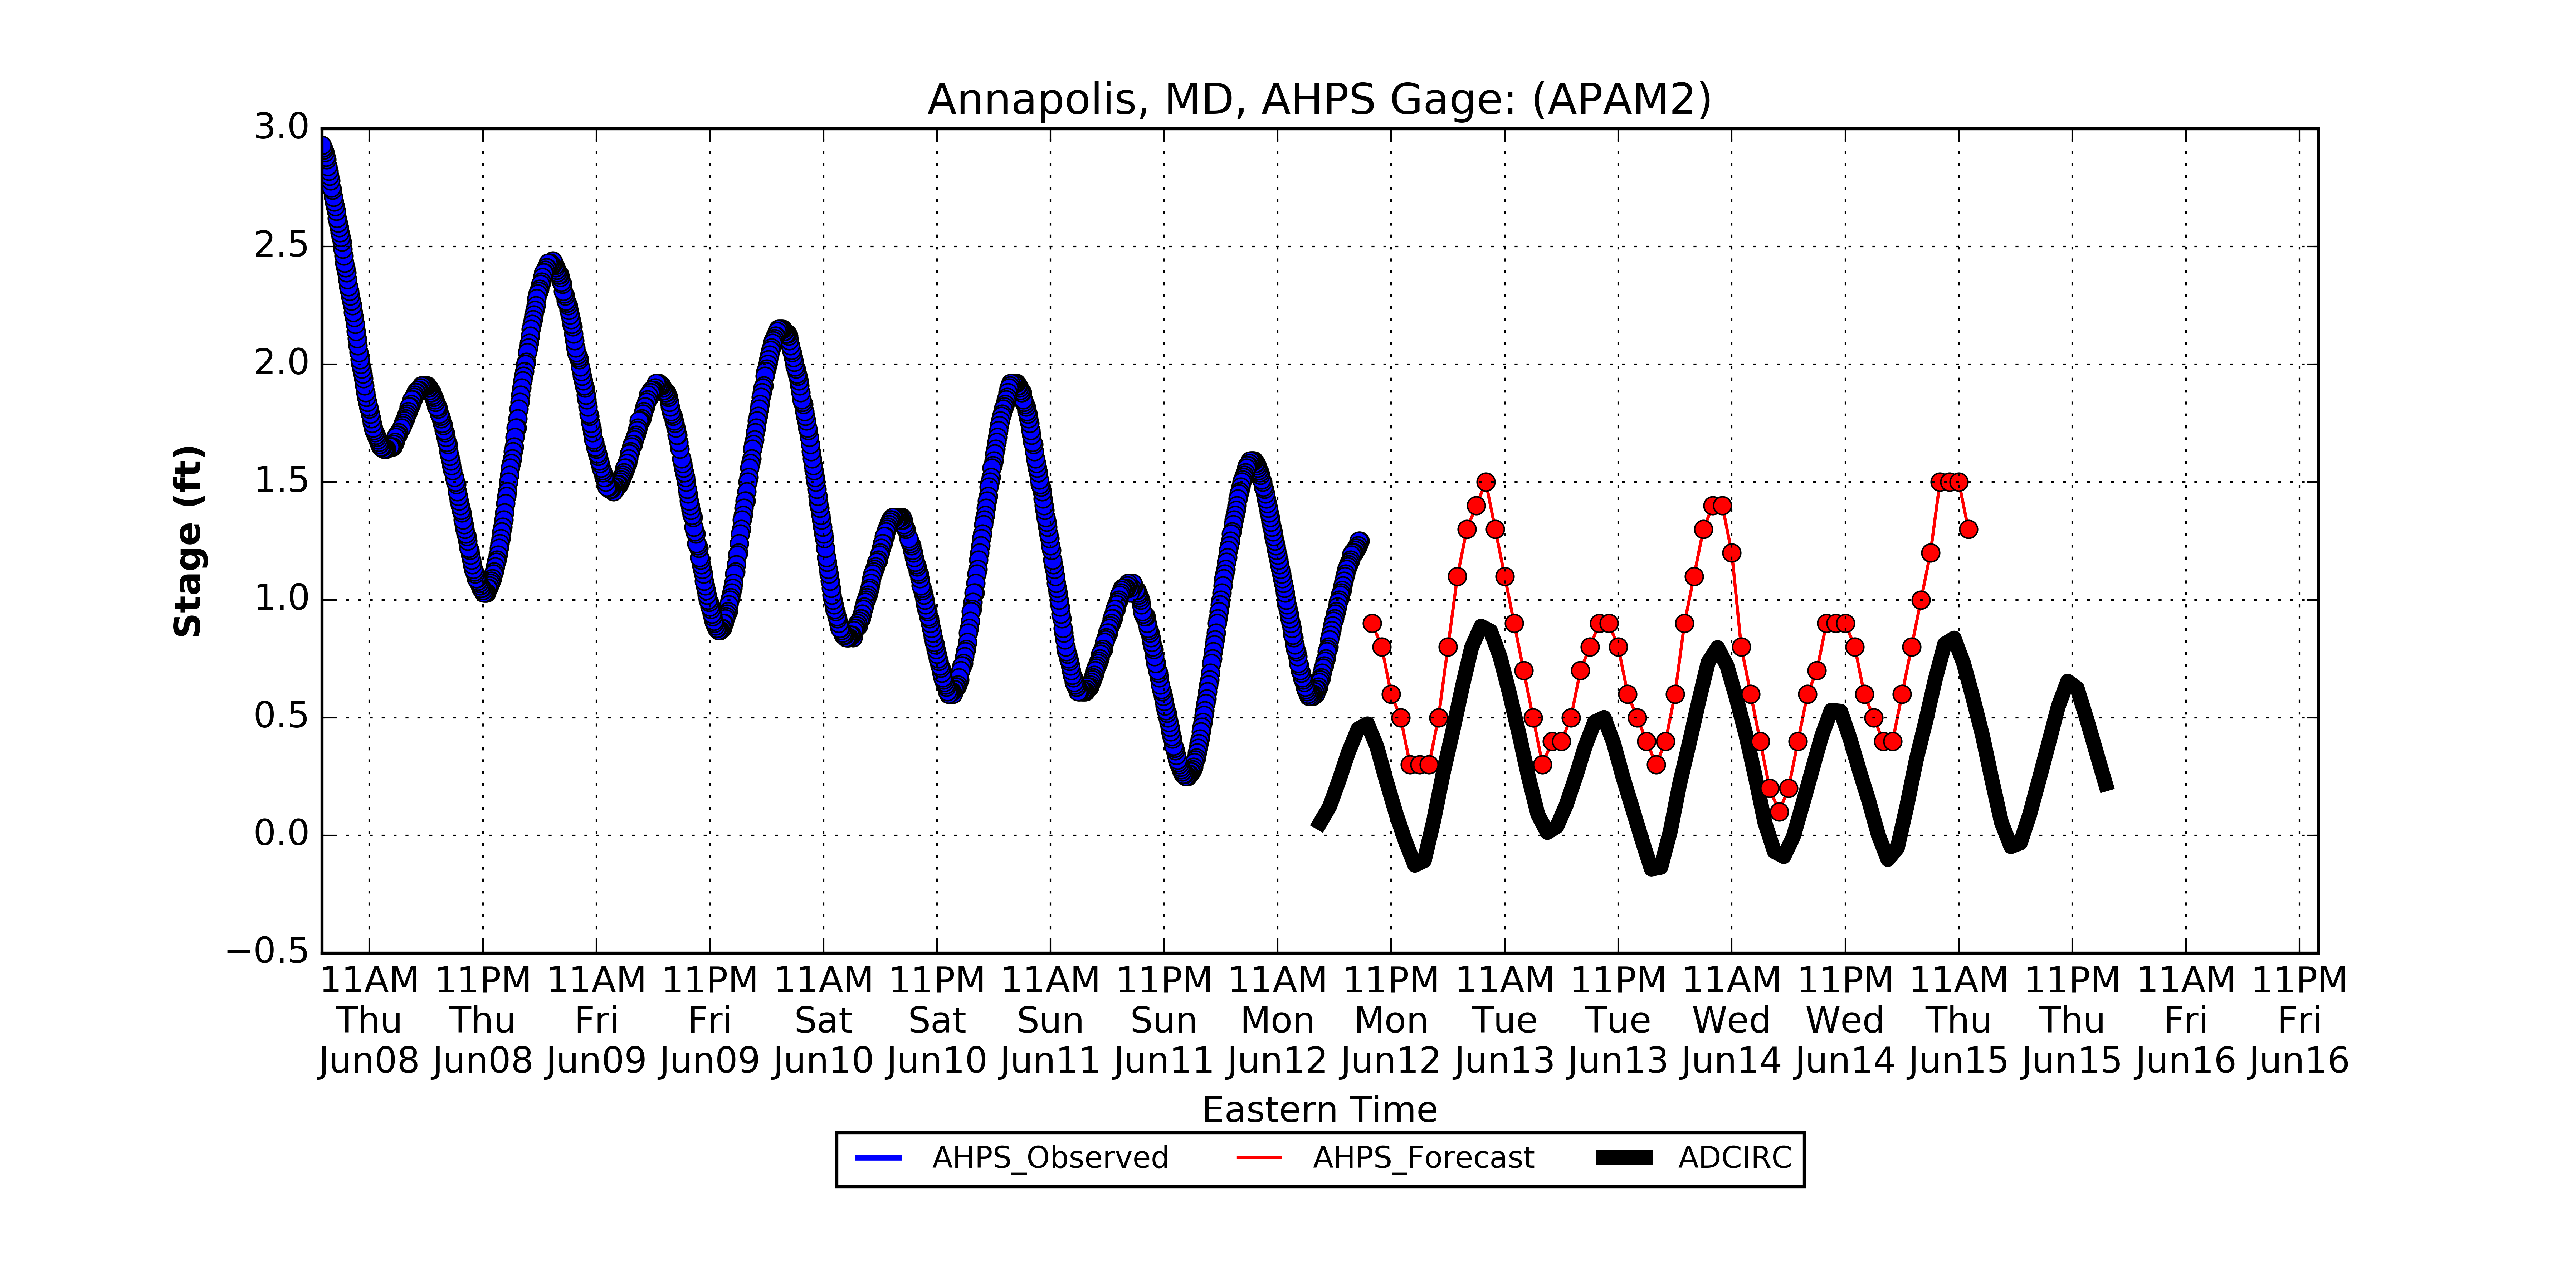 Annapolis, MD, AHPS Gage: (APAM2)
3.0
2.5
2.0
1.5
1.0
0.5
0.0
−0.5
Stage (ft)
11AM 11PM 11AM 11PM 11AM 11PM 11AM 11PM 11AM 11PM 11AM 11PM 11AM 11PM 11AM 11PM 11AM 11PM
Thu Thu Fri Fri Sat Sat Sun Sun Mon Mon Tue Tue Wed Wed Thu Thu Fri Fri
Jun08 Jun08 Jun09 Jun09 Jun10 Jun10 Jun11 Jun11 Jun12 Jun12 Jun13 Jun13 Jun14 Jun14 Jun15 Jun15 Jun16 Jun16
Eastern Time
AHPS_Observed AHPS_Forecast ADCIRC